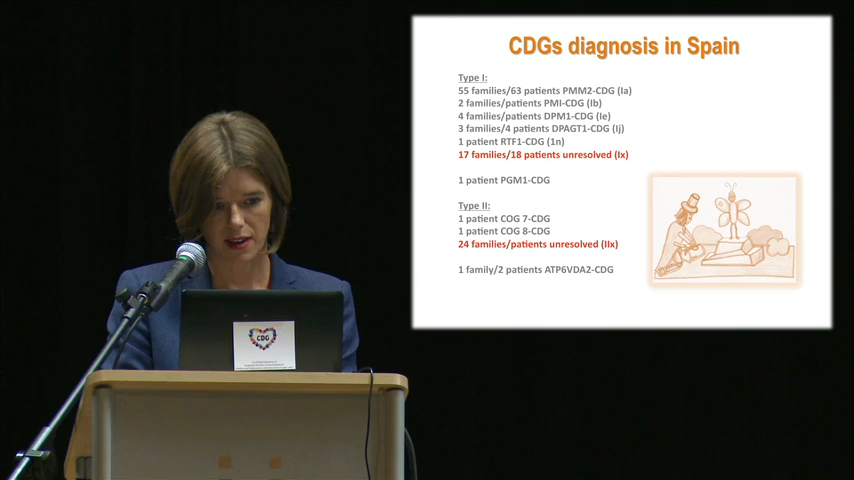 CDGs diagnosis in Spain
Type I:
55 families/63 patients PMM2-CDG (Ia)
2 families/patients PMI-CDG (Ib)
4 families/patients DPM1-CDG (Ie)
3 families/4 patients DPAGT1-CDG (Ij)
1 patient RTF1-CDG (1n)
17 families/18 patients unresolved (Ix)
1 patient PGM1-CDG
Type II:
1 patient COG 7-CDG
1 patient COG 8-CDG
24 families/patients unresolved (IIx)
1 family/2 patients ATP6VDA2-CDG
CDG